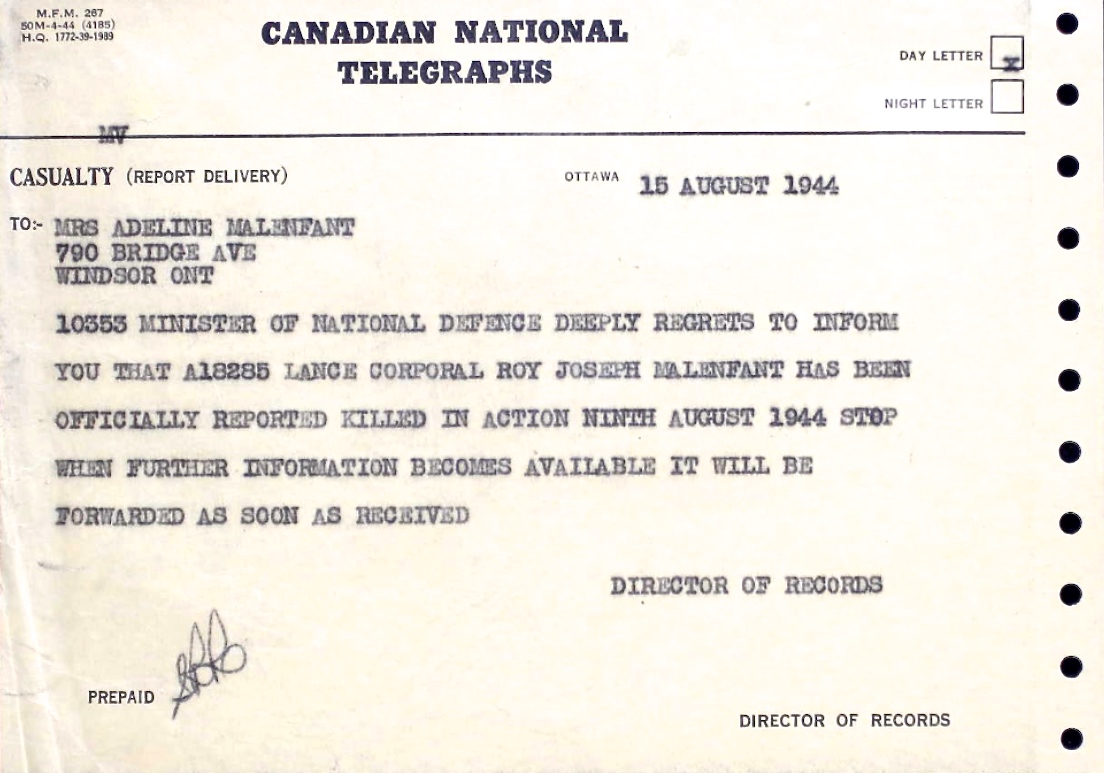 M.F.M. 267
50M-4-44 (4185)
H.Q. 1772-39-1989
CANADIAN NATIONAL
TELEGRAPHS
DAY LETTER X
NIGHT LETTER
MV
CASUALTY (REPORT DELIVERY)
OTTAWA 15 AUGUST 1944
TO:- MRS ADELINE MALENFANT
790 BRIDGE AVE
WINDSOR ONT
10353 MINISTER OF NATIONAL DEFENCE DEEPLY REGRETS TO INFORM
YOU THAT A18285 LANCE CORPORAL ROY JOSEPH MALENFANT HAS BEEN
OFFICIALLY REPORTED KILLED IN ACTION NINTH AUGUST 1944 STOP
WHEN FURTHER INFORMATION BECOMES AVAILABLE IT WILL BE
FORWARDED AS SOON AS RECEIVED
DIRECTOR OF RECORDS
PREPAID
DIRECTOR OF RECORDS